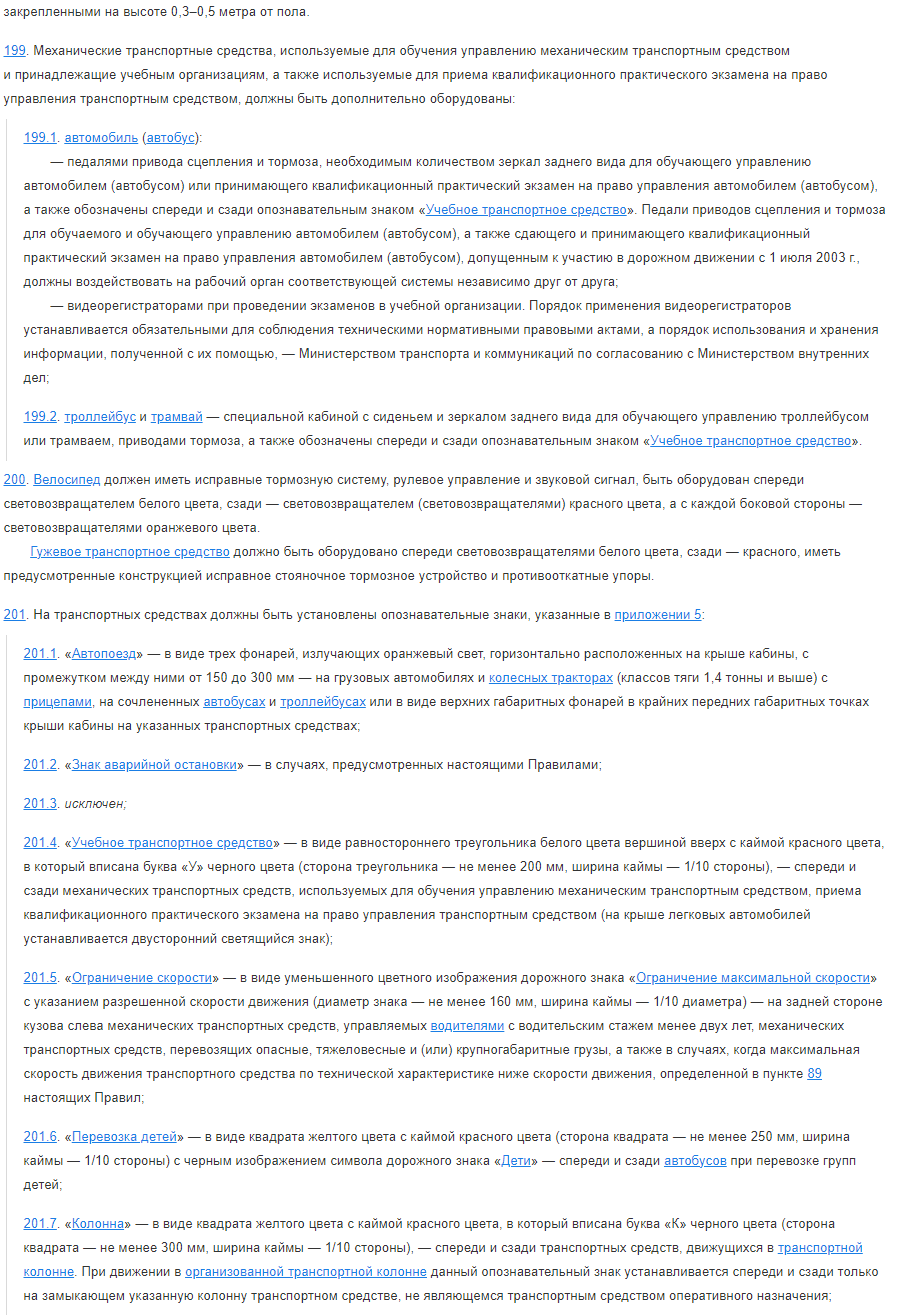 закрепленными на высоте 0,3–0,5 метра от пола.
199. Механические транспортные средства, используемые для обучения управлению механическим транспортным средством
и принадлежащие учебным организациям, а также используемые для приема квалификационного практического экзамена на право
управления транспортным средством, должны быть дополнительно оборудованы:
199.1. автомобиль (автобус):
— педалями привода сцепления и тормоза, необходимым количеством зеркал заднего вида для обучающего управлению
автомобилем (автобусом) или принимающего квалификационный практический экзамен на право управления автомобилем (автобусом),
а также обозначены спереди и сзади опознавательным знаком «Учебное транспортное средство». Педали приводов сцепления и тормоза
для обучаемого и обучающего управлению автомобилем (автобусом), а также сдающего и принимающего квалификационный
практический экзамен на право управления автомобилем (автобусом), допущенным к участию в дорожном движении с 1 июля 2003 г.,
должны воздействовать на рабочий орган соответствующей системы независимо друг от друга;
— видеорегистраторами при проведении экзаменов в учебной организации. Порядок применения видеорегистраторов
устанавливается обязательными для соблюдения техническими нормативными правовыми актами, а порядок использования и хранения
информации, полученной с их помощью, — Министерством транспорта и коммуникаций по согласованию с Министерством внутренних
дел;
199.2. троллейбус и трамвай — специальной кабиной с сиденьем и зеркалом заднего вида для обучающего управлению троллейбусом
или трамваем, приводами тормоза, а также обозначены спереди и сзади опознавательным знаком «Учебное транспортное средство».
200. Велосипед должен иметь исправные тормозную систему, рулевое управление и звуковой сигнал, быть оборудован спереди
световозвращателем белого цвета, сзади — световозвращателем (световозвращателями) красного цвета, а с каждой боковой стороны —
световозвращателями оранжевого цвета.
Гужевое транспортное средство должно быть оборудовано спереди световозвращателями белого цвета, сзади — красного, иметь
предусмотренные конструкцией исправное стояночное тормозное устройство и противооткатные упоры.
201. На транспортных средствах должны быть установлены опознавательные знаки, указанные в приложении 5:
201.1. «Автопоезд» — в виде трех фонарей, излучающих оранжевый свет, горизонтально расположенных на крыше кабины, с
промежутком между ними от 150 до 300 мм — на грузовых автомобилях и колесных тракторах (классов тяги 1,4 тонны и выше) с
прицепами, на сочлененных автобусах и троллейбусах или в виде верхних габаритных фонарей в крайних передних габаритных точках
крыши кабины на указанных транспортных средствах;
201.2. «Знак аварийной остановки» — в случаях, предусмотренных настоящими Правилами;
201.3. исключен;
201.4. «Учебное транспортное средство» — в виде равностороннего треугольника белого цвета вершиной вверх с каймой красного цвета,
в который вписана буква «У» черного цвета (сторона треугольника — не менее 200 мм, ширина каймы — 1/10 стороны), — спереди и
сзади механических транспортных средств, используемых для обучения управлению механическим транспортным средством, приема
квалификационного практического экзамена на право управления транспортным средством (на крыше легковых автомобилей
устанавливается двусторонний светящийся знак);
201.5. «Ограничение скорости» — в виде уменьшенного цветного изображения дорожного знака «Ограничение максимальной скорости»
с указанием разрешенной скорости движения (диаметр знака — не менее 160 мм, ширина каймы — 1/10 диаметра) — на задней стороне
кузова слева механических транспортных средств, управляемых водителями с водительским стажем менее двух лет, механических
транспортных средств, перевозящих опасные, тяжеловесные и (или) крупногабаритные грузы, а также в случаях, когда максимальная
скорость движения транспортного средства по технической характеристике ниже скорости движения, определенной в пункте 89
настоящих Правил;
201.6. «Перевозка детей» — в виде квадрата желтого цвета с каймой красного цвета (сторона квадрата — не менее 250 мм, ширина
каймы — 1/10 стороны) с черным изображением символа дорожного знака «Дети» — спереди и сзади автобусов при перевозке групп
детей;
201.7. «Колонна» — в виде квадрата желтого цвета с каймой красного цвета, в который вписана буква «К» черного цвета (сторона
квадрата — не менее 300 мм, ширина каймы — 1/10 стороны), — спереди и сзади транспортных средств, движущихся в транспортной
колонне. При движении в организованной транспортной колонне данный опознавательный знак устанавливается спереди и сзади только
на замыкающем указанную колонну транспортном средстве, не являющемся транспортным средством оперативного назначения;